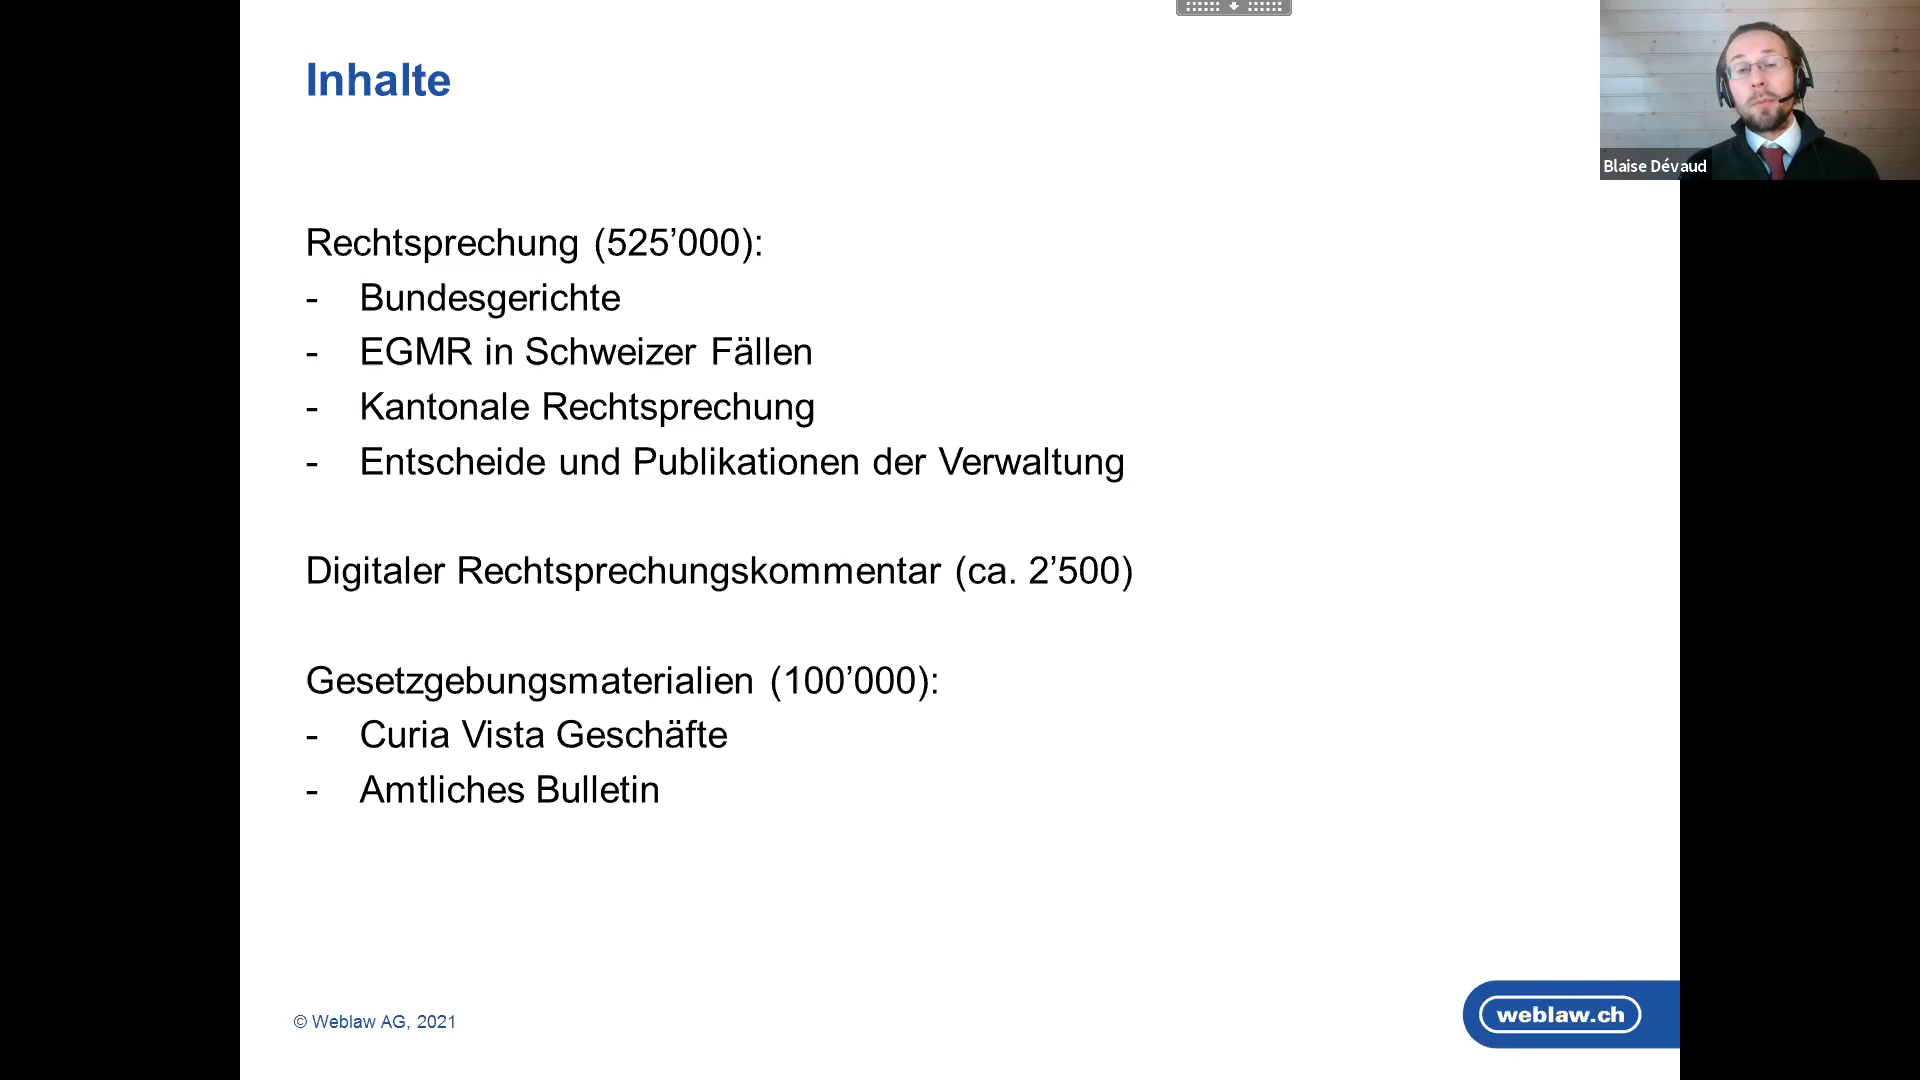 Inhalte
Blaise Dévaud
Rechtsprechung (525’000):
- Bundesgerichte
- EGMR in Schweizer Fällen
- Kantonale Rechtsprechung
- Entscheide und Publikationen der Verwaltung
Digitaler Rechtsprechungskommentar (ca. 2’500)
Gesetzgebungsmaterialien (100’000):
- Curia Vista Geschäfte
- Amtliches Bulletin
© Weblaw AG, 2021
weblaw.ch